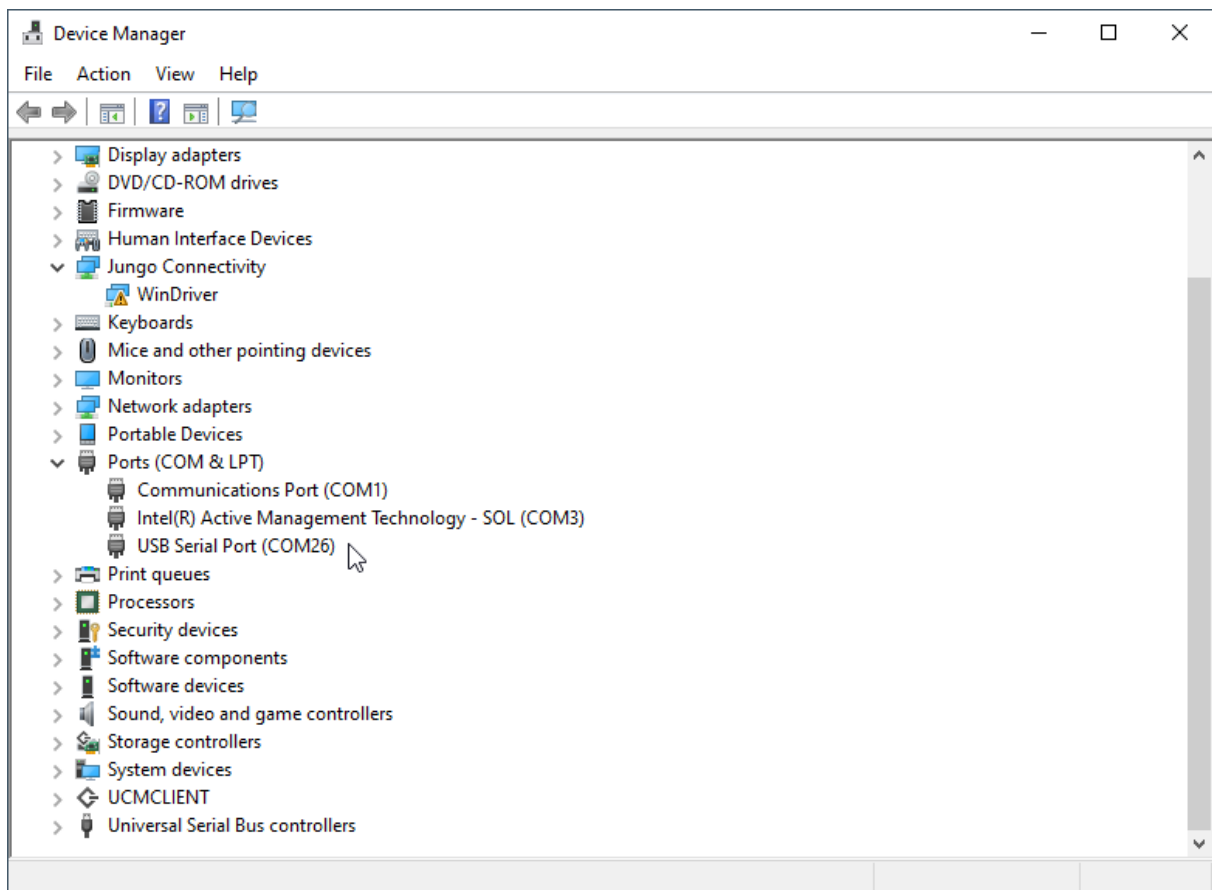 Device Manager
File Action View Help
Display adapters
DVD/CD-ROM drives
Firmware
Human Interface Devices
Jungo Connectivity
WinDriver
Keyboards
Mice and other pointing devices
Monitors
Network adapters
Portable Devices
Ports (COM & LPT)
Communications Port (COM1)
Intel(R) Active Management Technology - SOL (COM3)
USB Serial Port (COM26)
Print queues
Processors
Security devices
Software components
Software devices
Sound, video and game controllers
Storage controllers
System devices
UCMCLIENT
Universal Serial Bus controllers